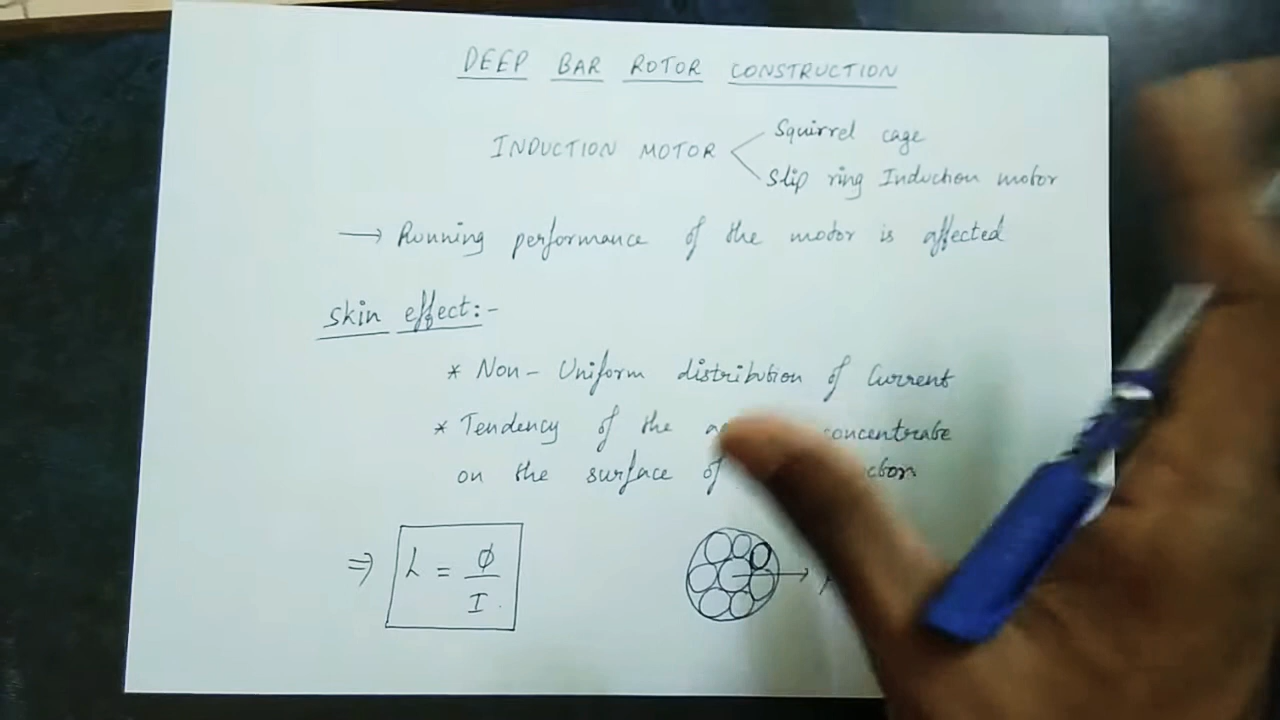 DEEP BAR ROTOR CONSTRUCTION
INDUCTION MOTOR
Squirrel cage
Slip ring Induction motor
→ Running performance of the motor is affected
Skin effect:-
* Non-Uniform distribution of Current
* Tendency of the concentrate
on the surface of
⇒ L = φ / I